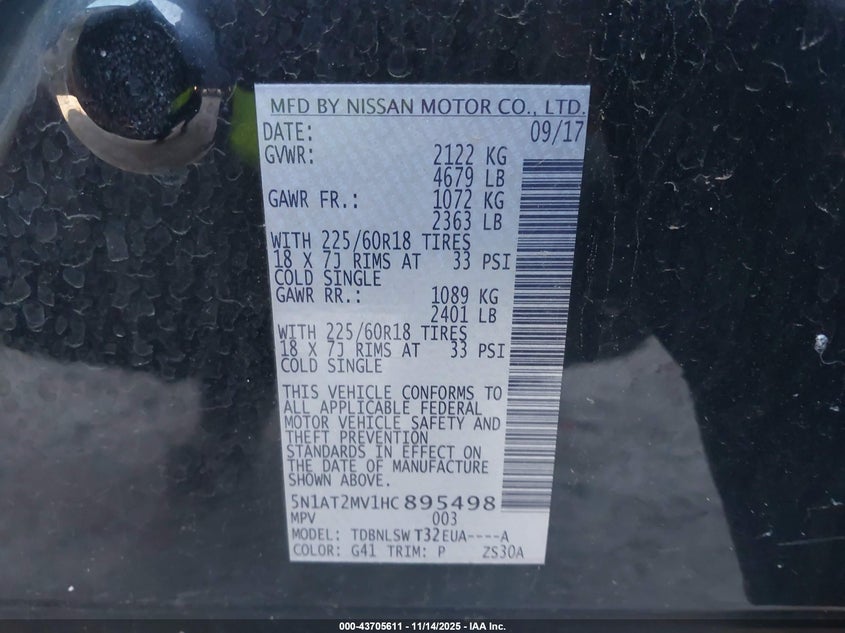 MFD BY NISSAN MOTOR CO., LTD.
DATE: 09/17
GVWR: 2122 KG
4679 LB
GAWR FR.: 1072 KG
2363 LB
WITH 225/60R18 TIRES
18 X 7J RIMS AT 33 PSI
COLD SINGLE
GAWR RR.: 1089 KG
2401 LB
WITH 225/60R18 TIRES
18 X 7J RIMS AT 33 PSI
COLD SINGLE
THIS VEHICLE CONFORMS TO
ALL APPLICABLE FEDERAL
MOTOR VEHICLE SAFETY AND
THEFT PREVENTION
STANDARDS IN EFFECT ON
THE DATE OF MANUFACTURE
SHOWN ABOVE.
5N1AT2MV1HC895498
MPV 003
MODEL: TDBNLSW T32EUA----A
COLOR: G41 TRIM: P ZS30A
000-43705611 - 11/14/2025 - IAA Inc.